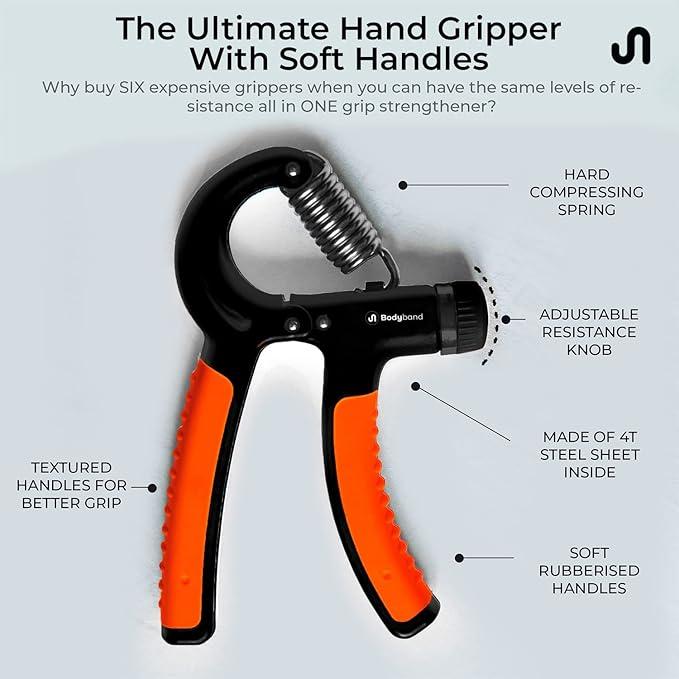 The Ultimate Hand Gripper
With Soft Handles
Why buy SIX expensive grippers when you can have the same levels of re-
sistance all in ONE grip strengthener?
HARD
COMPRESSING
SPRING
Bodyband
ADJUSTABLE
RESISTANCE
KNOB
MADE OF 4T
STEEL SHEET
INSIDE
TEXTURED
HANDLES FOR
BETTER GRIP
SOFT
RUBBERISED
HANDLES